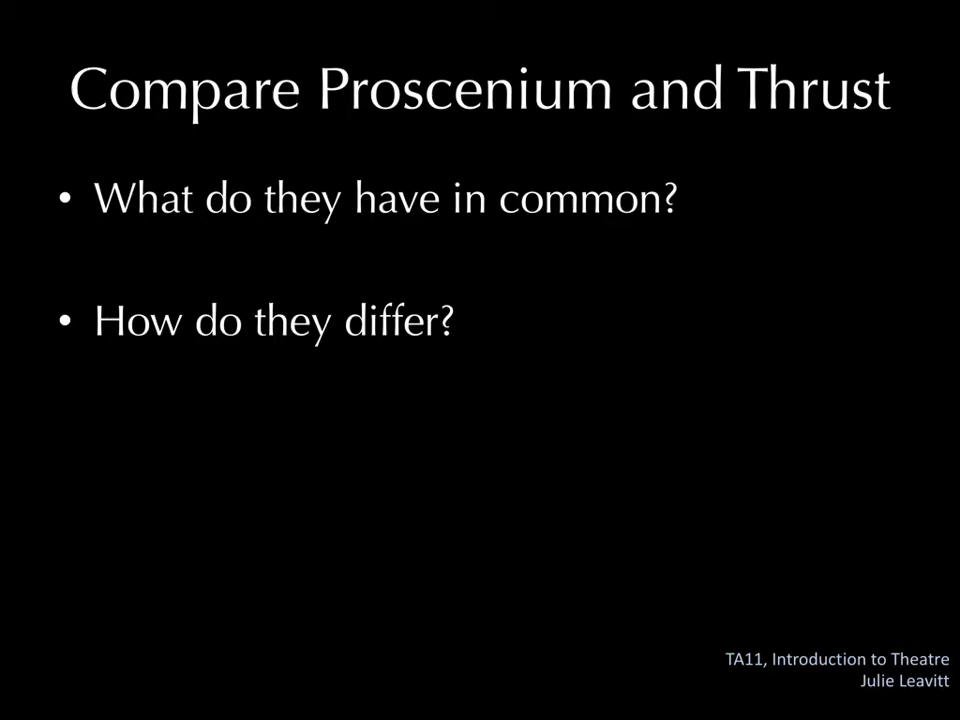 Compare Proscenium and Thrust
• What do they have in common?
• How do they differ?
TA11, Introduction to Theatre
Julie Leavitt